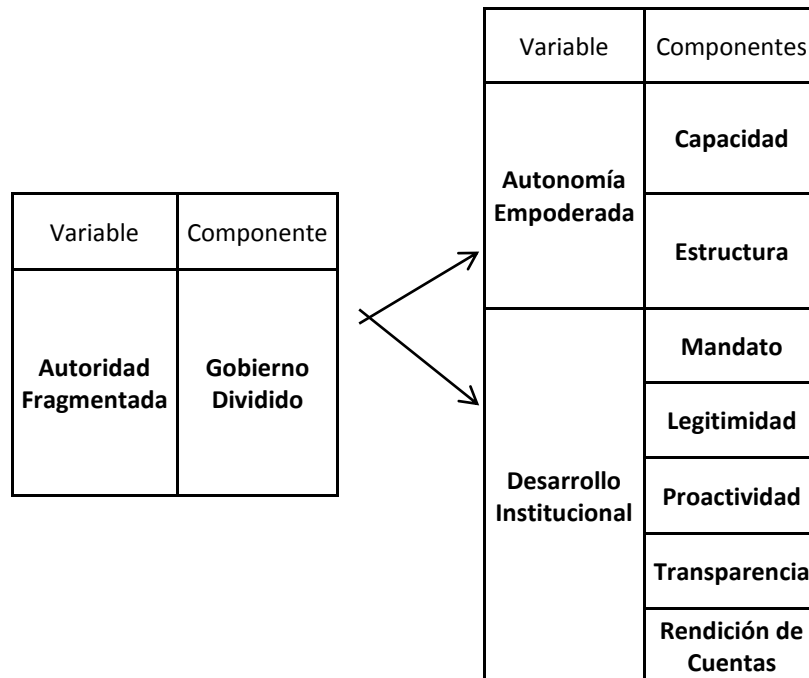 Variable
Componente
Autoridad
Fragmentada
Gobierno
Dividido
Variable
Componentes
Autonomía
Empoderada
Capacidad
Estructura
Desarrollo
Institucional
Mandato
Legitimidad
Proactividad
Transparencia
Rendición de
Cuentas